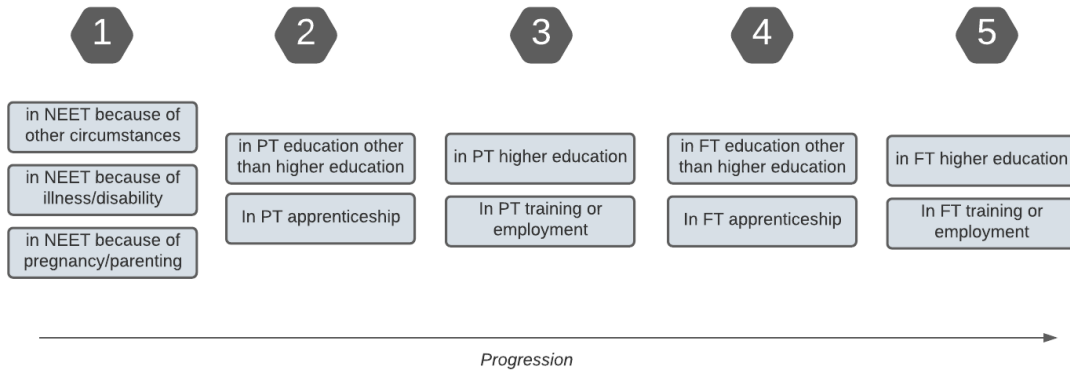 1
2
3
4
5
in NEET because of
other circumstances
in NEET because of
illness/disability
in NEET because of
pregnancy/parenting
in PT education other
than higher education
In PT apprenticeship
in PT higher education
In PT training or
employment
in FT education other
than higher education
In FT apprenticeship
in FT higher education
In FT training or
employment
Progression